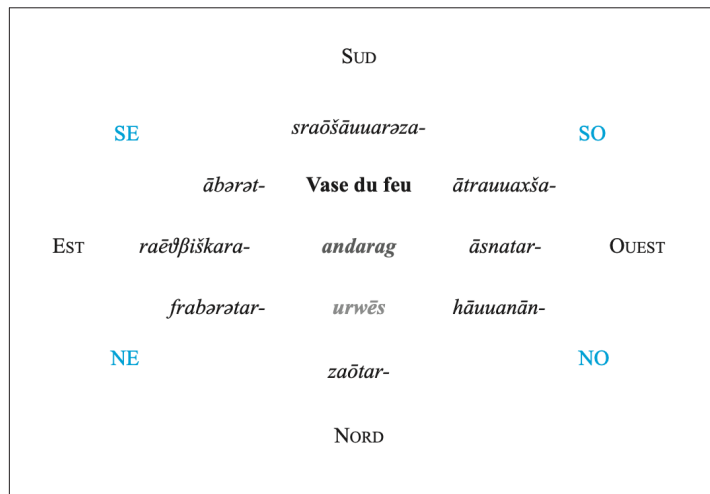 SUD
SE sraōšāuuarəza- SO
ābərət- Vase du feu ātrauuaxša-
EST raēϑβiškara- andarag āsnatar- OUEST
frabərətar- urwēs hāuuanān-
NE zaōtar- NO
NORD